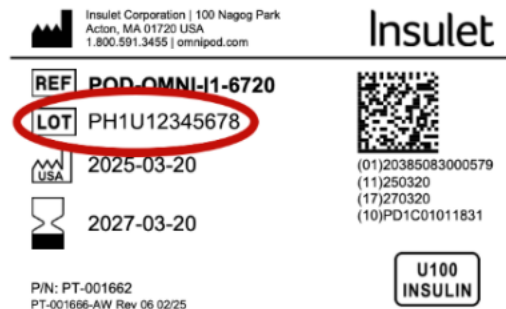 Insulet Corporation | 100 Nagog Park
Acton, MA 01720 USA
1.800.591.3455 | omnipod.com
Insulet
REF POD-OMNI-I1-6720
LOT PH1U12345678
USA 2025-03-20
2027-03-20
(01)20385083000579
(11)250320
(17)270320
(10)PD1C01011831
P/N: PT-001662
PT-001666-AW Rev 06 02/25
U100
INSULIN